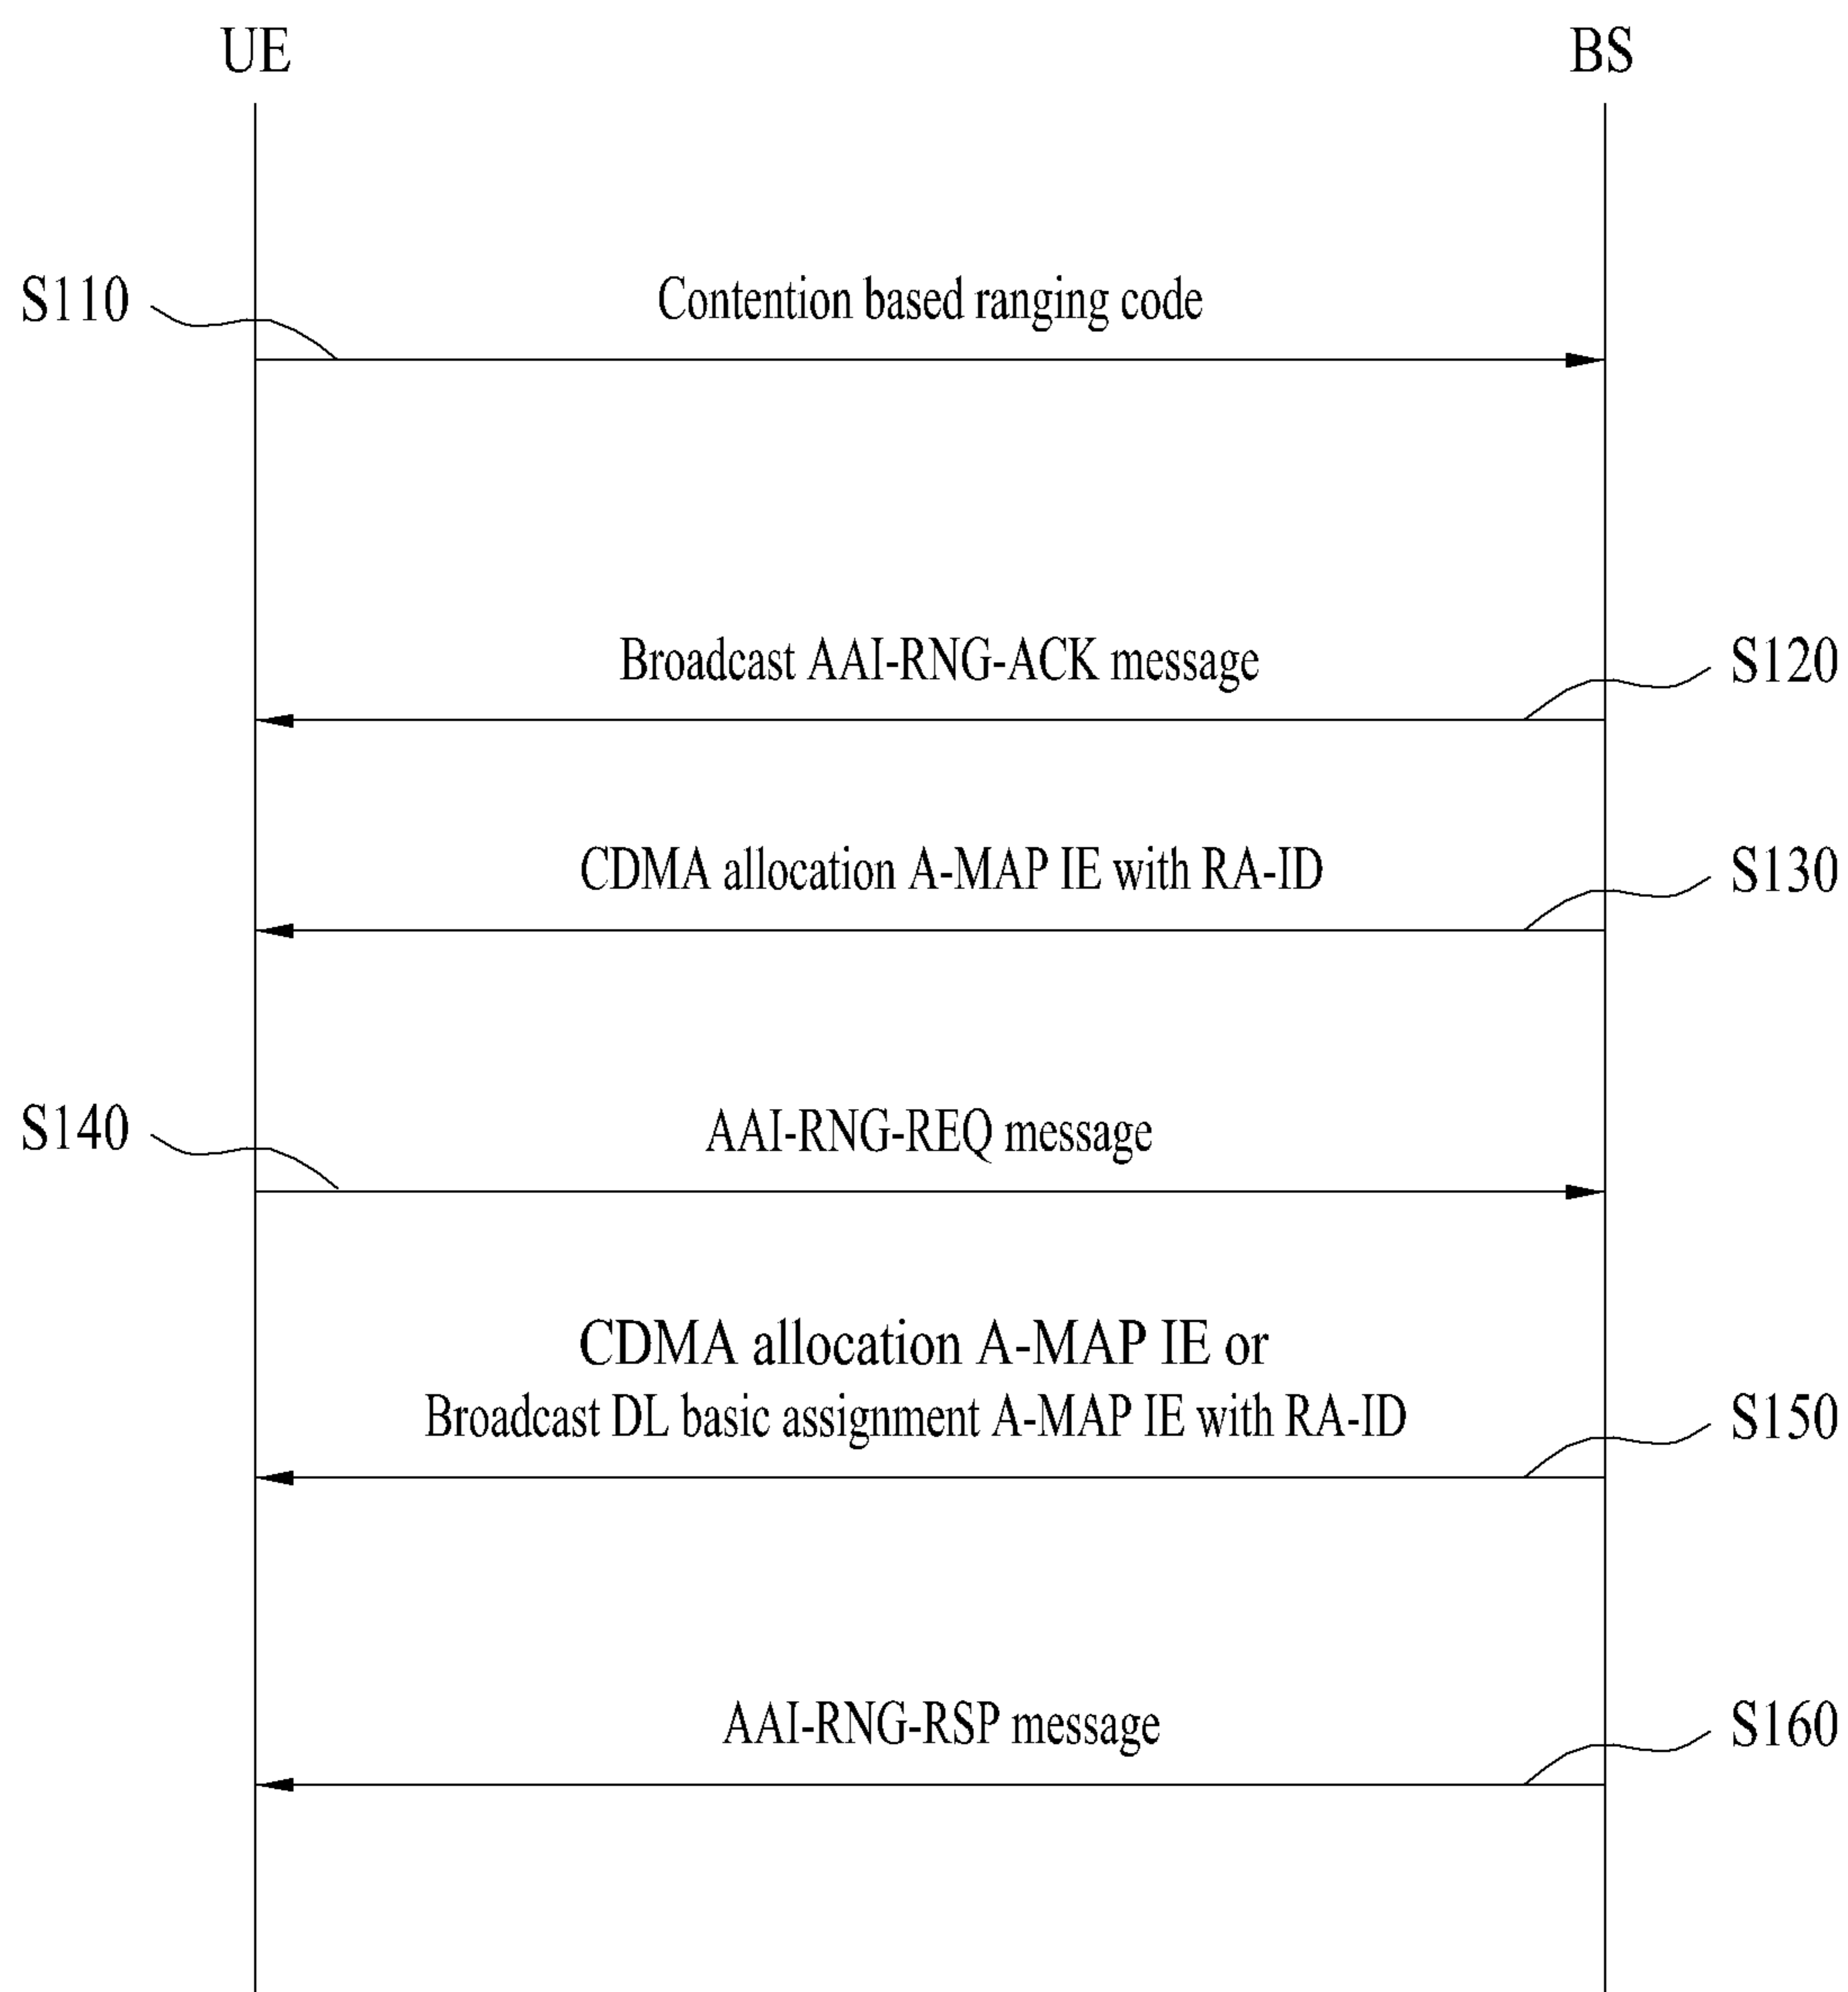 UE
BS
S110
Contention based ranging code
Broadcast AAI-RNG-ACK message
S120
CDMA allocation A-MAP IE with RA-ID
S130
S140
AAI-RNG-REQ message
CDMA allocation A-MAP IE or
Broadcast DL basic assignment A-MAP IE with RA-ID
S150
AAI-RNG-RSP message
S160